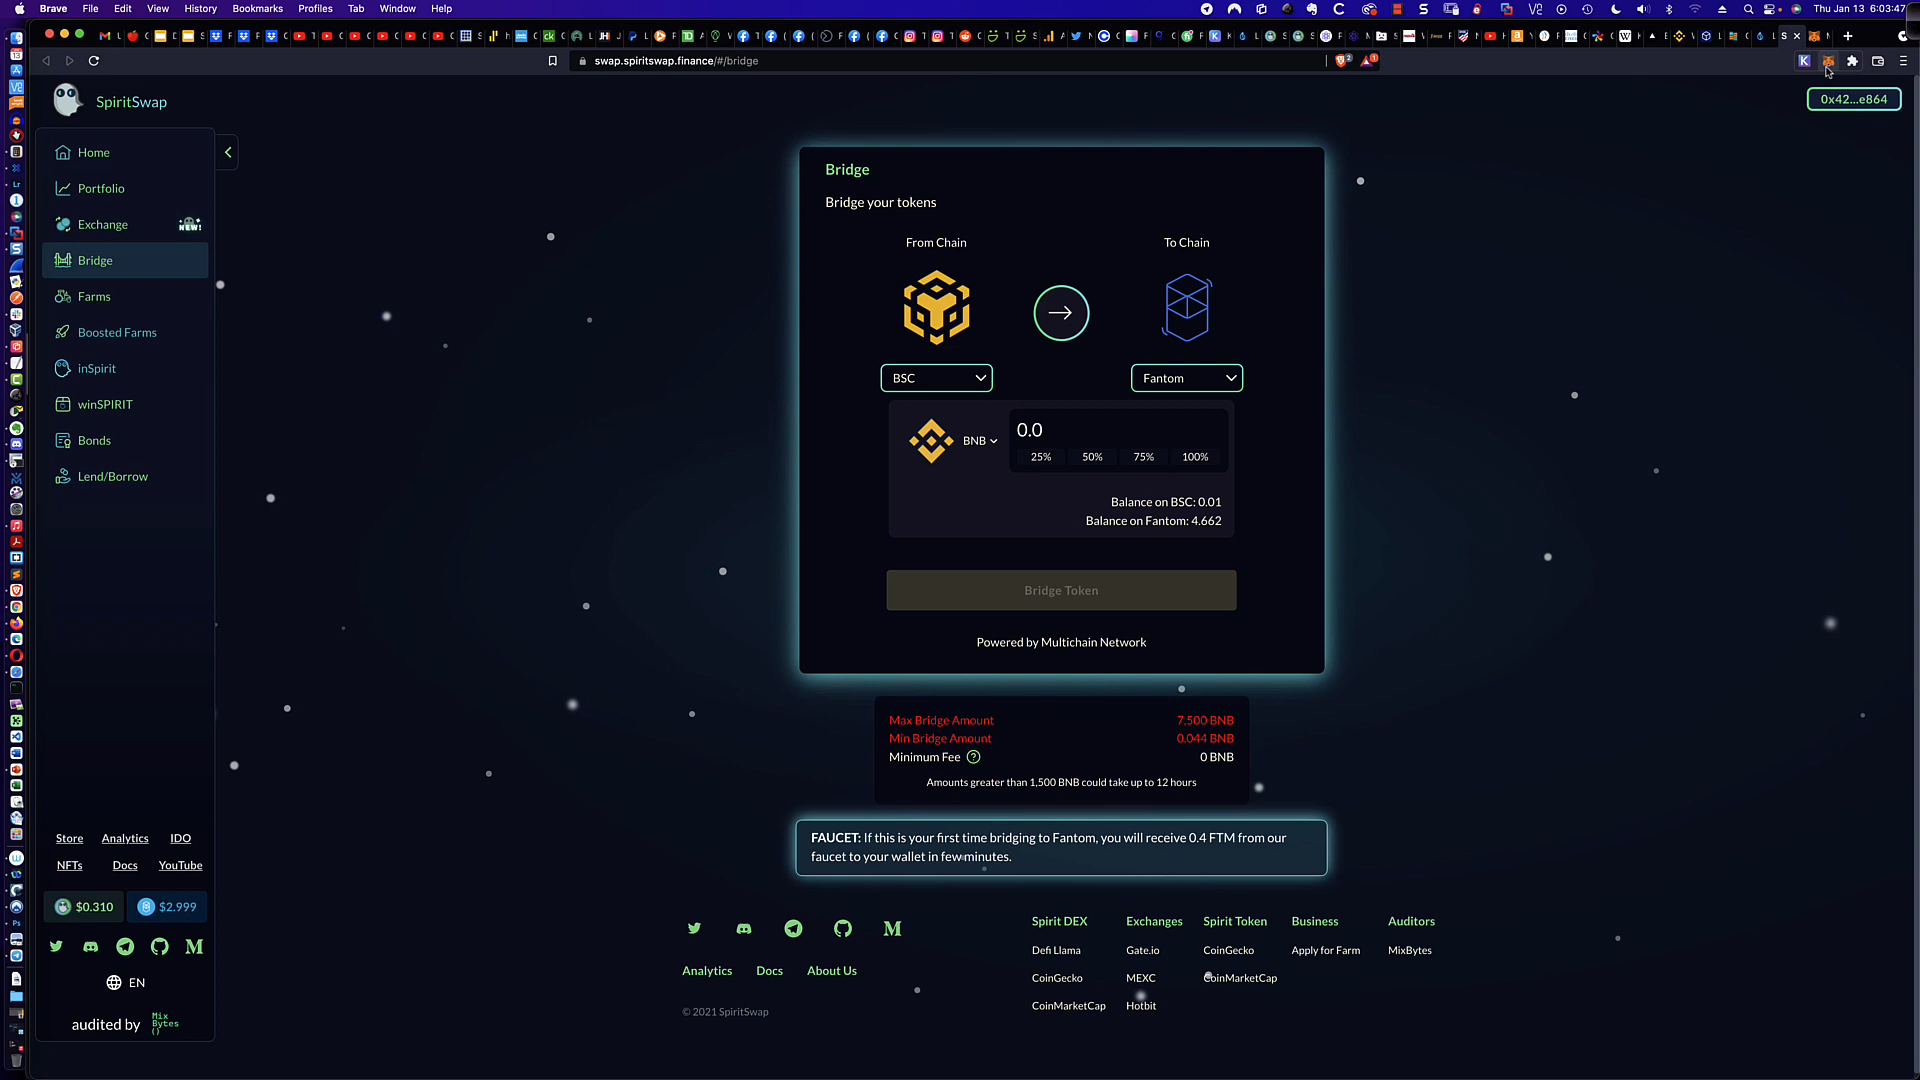 Brave File Edit View History Bookmarks Profiles Tab Window Help
Thu Jan 13 6:03:47
swap.spiritswap.finance/#/bridge
SpiritSwap
0x42...e864
Home
Portfolio
Exchange
NEW!
Bridge
Farms
Boosted Farms
inSpirit
winSPIRIT
Bonds
Lend/Borrow
Store Analytics IDO
NFTs Docs YouTube
$0.310 $2.999
EN
audited by Mix Bytes ()
Bridge
Bridge your tokens
From Chain To Chain
BSC Fantom
BNB 0.0
25% 50% 75% 100%
Balance on BSC: 0.01
Balance on Fantom: 4.662
Bridge Token
Powered by Multichain Network
Max Bridge Amount 7,500 BNB
Min Bridge Amount 0.044 BNB
Minimum Fee ? 0 BNB
Amounts greater than 1,500 BNB could take up to 12 hours
FAUCET: If this is your first time bridging to Fantom, you will receive 0.4 FTM from our
faucet to your wallet in few minutes.
Spirit DEX Exchanges Spirit Token Business Auditors
Defi Llama Gate.io CoinGecko Apply for Farm MixBytes
CoinGecko MEXC CoinMarketCap
CoinMarketCap Hotbit
Analytics Docs About Us
© 2021 SpiritSwap